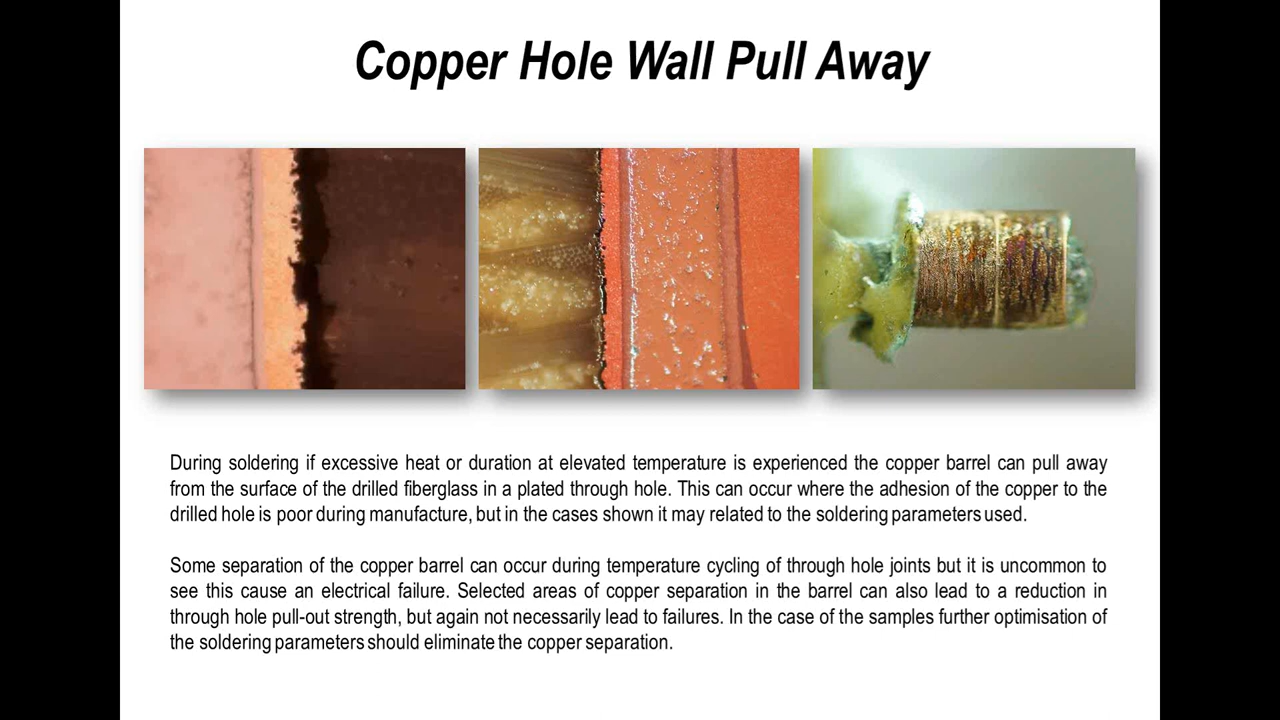 Copper Hole Wall Pull Away
During soldering if excessive heat or duration at elevated temperature is experienced the copper barrel can pull away
from the surface of the drilled fiberglass in a plated through hole. This can occur where the adhesion of the copper to the
drilled hole is poor during manufacture, but in the cases shown it may related to the soldering parameters used.
Some separation of the copper barrel can occur during temperature cycling of through hole joints but it is uncommon to
see this cause an electrical failure. Selected areas of copper separation in the barrel can also lead to a reduction in
through hole pull-out strength, but again not necessarily lead to failures. In the case of the samples further optimisation of
the soldering parameters should eliminate the copper separation.